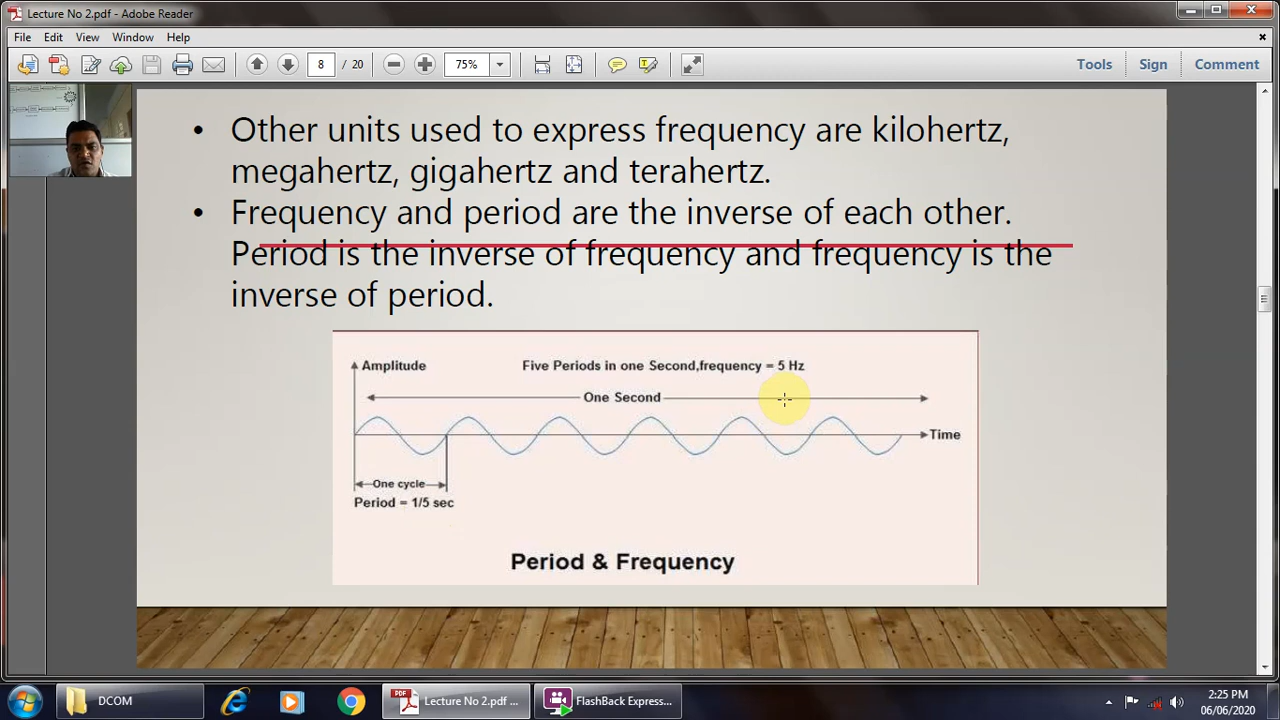 Lecture No 2.pdf - Adobe Reader
File Edit View Window Help
8 / 20 75% Tools Sign Comment
• Other units used to express frequency are kilohertz,
megahertz, gigahertz and terahertz.
• Frequency and period are the inverse of each other.
Period is the inverse of frequency and frequency is the
inverse of period.
Amplitude Five Periods in one Second,frequency = 5 Hz
One Second
Time
One cycle
Period = 1/5 sec
Period & Frequency
DCOM Lecture No 2.pdf ... FlashBack Express... 2:25 PM
06/06/2020